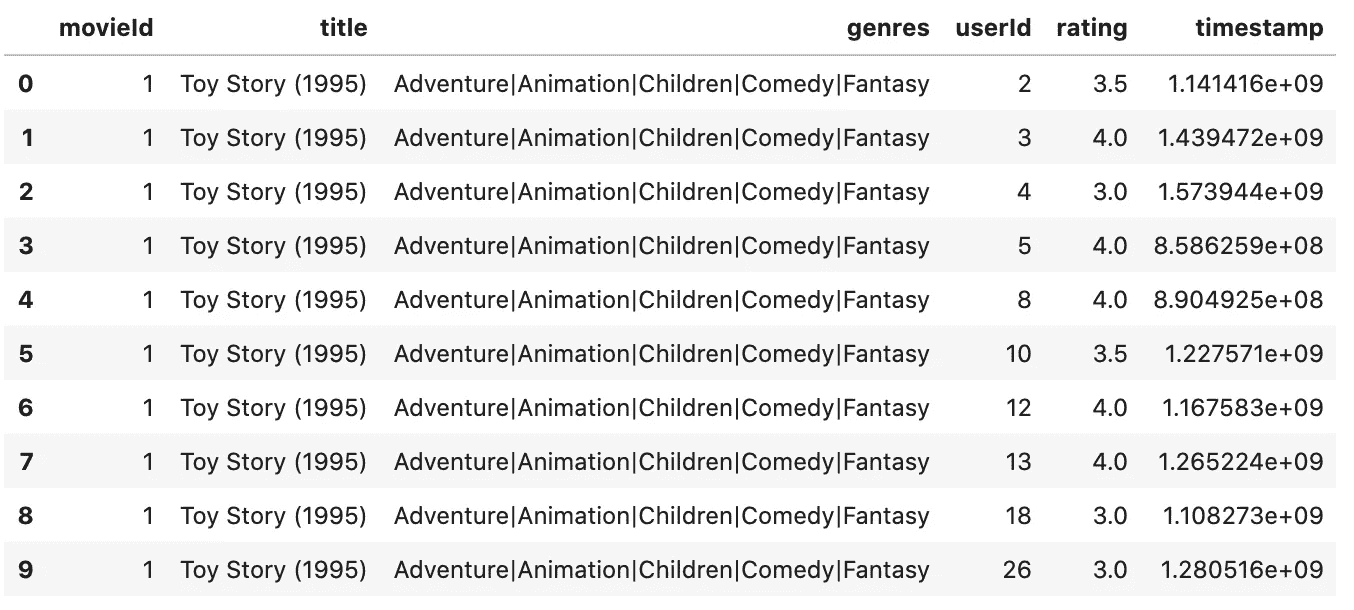 movieId title genres userId rating timestamp
0 1 Toy Story (1995) Adventure|Animation|Children|Comedy|Fantasy 2 3.5 1.141416e+09
1 1 Toy Story (1995) Adventure|Animation|Children|Comedy|Fantasy 3 4.0 1.439472e+09
2 1 Toy Story (1995) Adventure|Animation|Children|Comedy|Fantasy 4 3.0 1.573944e+09
3 1 Toy Story (1995) Adventure|Animation|Children|Comedy|Fantasy 5 4.0 8.586259e+08
4 1 Toy Story (1995) Adventure|Animation|Children|Comedy|Fantasy 8 4.0 8.904925e+08
5 1 Toy Story (1995) Adventure|Animation|Children|Comedy|Fantasy 10 3.5 1.227571e+09
6 1 Toy Story (1995) Adventure|Animation|Children|Comedy|Fantasy 12 4.0 1.167583e+09
7 1 Toy Story (1995) Adventure|Animation|Children|Comedy|Fantasy 13 4.0 1.265224e+09
8 1 Toy Story (1995) Adventure|Animation|Children|Comedy|Fantasy 18 3.0 1.108273e+09
9 1 Toy Story (1995) Adventure|Animation|Children|Comedy|Fantasy 26 3.0 1.280516e+09